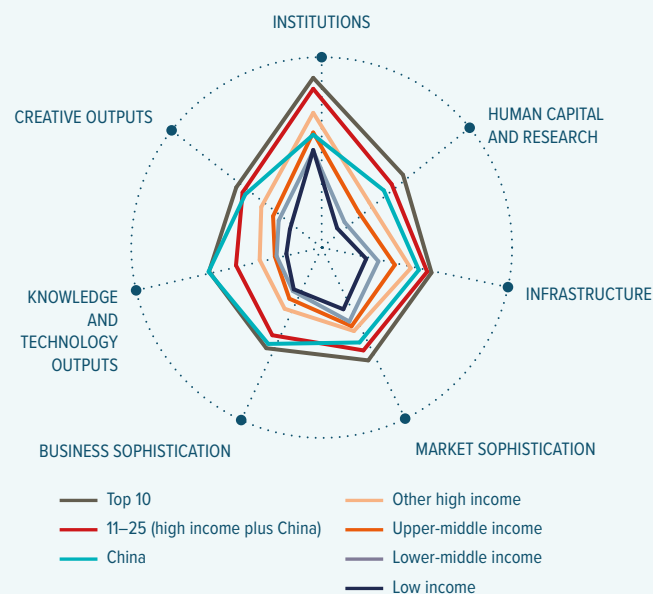 INSTITUTIONS
CREATIVE OUTPUTS
HUMAN CAPITAL
AND RESEARCH
INFRASTRUCTURE
KNOWLEDGE
AND
TECHNOLOGY
OUTPUTS
BUSINESS SOPHISTICATION
MARKET SOPHISTICATION
Top 10
11–25 (high income plus China)
China
Other high income
Upper-middle income
Lower-middle income
Low income